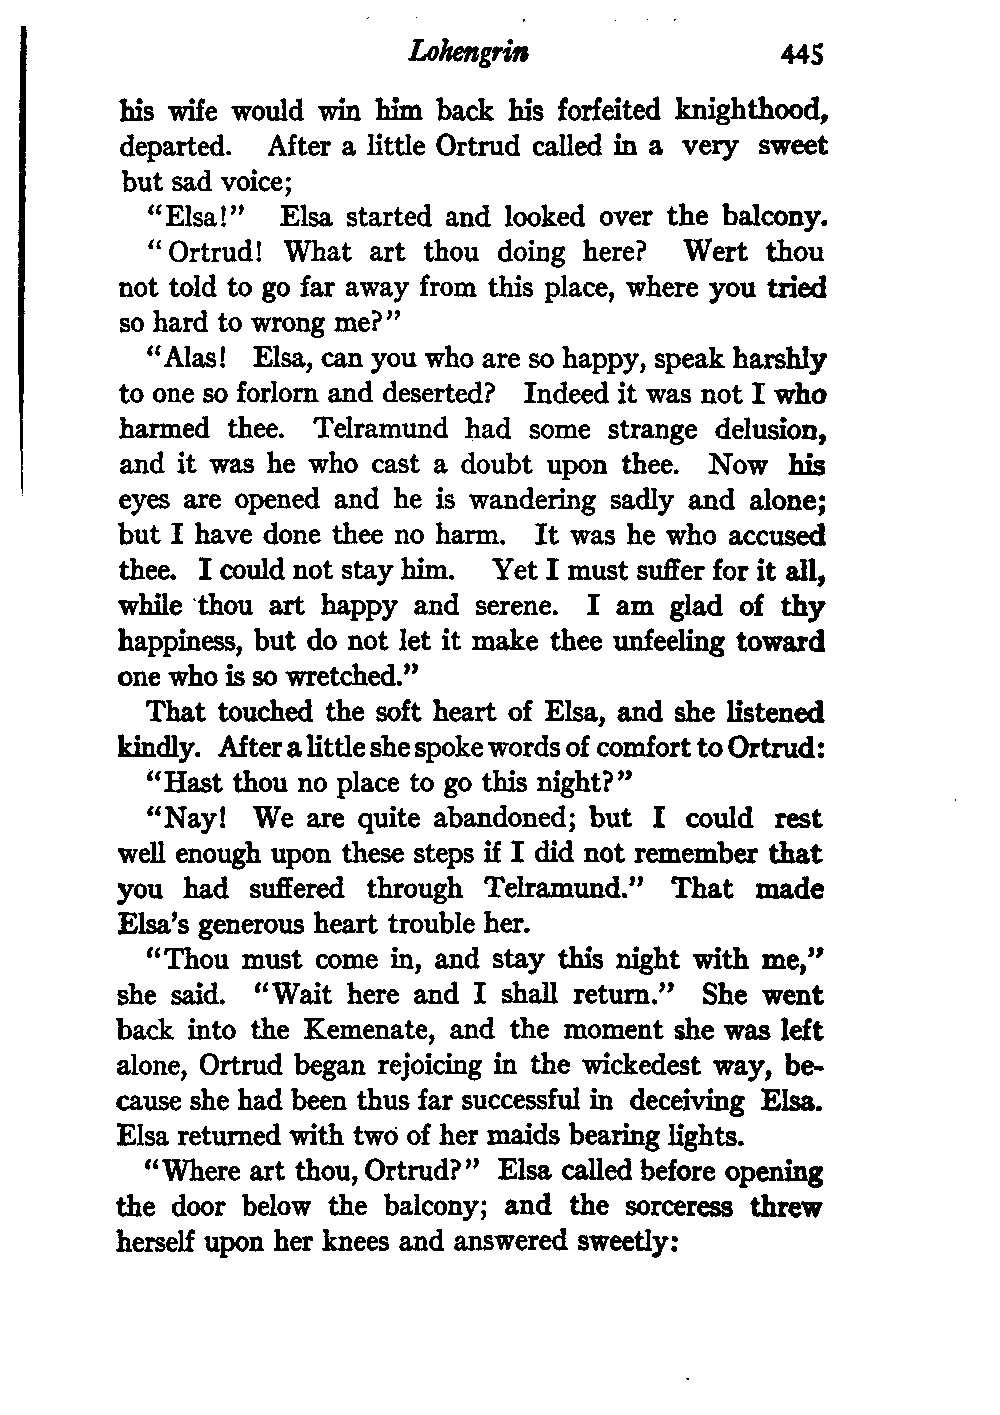 Lohengrin 445
his wife would win him back his forfeited knighthood,
departed. After a little Ortrud called in a very sweet
but sad voice;
"Elsa!" Elsa started and looked over the balcony.
"Ortrud! What art thou doing here? Wert thou
not told to go far away from this place, where you tried
so hard to wrong me?"
"Alas! Elsa, can you who are so happy, speak harshly
to one so forlorn and deserted? Indeed it was not I who
harmed thee. Telramund had some strange delusion,
and it was he who cast a doubt upon thee. Now his
eyes are opened and he is wandering sadly and alone;
but I have done thee no harm. It was he who accused
thee. I could not stay him. Yet I must suffer for it all,
while thou art happy and serene. I am glad of thy
happiness, but do not let it make thee unfeeling toward
one who is so wretched."
That touched the soft heart of Elsa, and she listened
kindly. After a little she spoke words of comfort to Ortrud:
"Hast thou no place to go this night?"
"Nay! We are quite abandoned; but I could rest
well enough upon these steps if I did not remember that
you had suffered through Telramund." That made
Elsa's generous heart trouble her.
"Thou must come in, and stay this night with me,"
she said. "Wait here and I shall return." She went
back into the Kemenate, and the moment she was left
alone, Ortrud began rejoicing in the wickedest way, be-
cause she had been thus far successful in deceiving Elsa.
Elsa returned with two of her maids bearing lights.
"Where art thou, Ortrud?" Elsa called before opening
the door below the balcony; and the sorceress threw
herself upon her knees and answered sweetly: